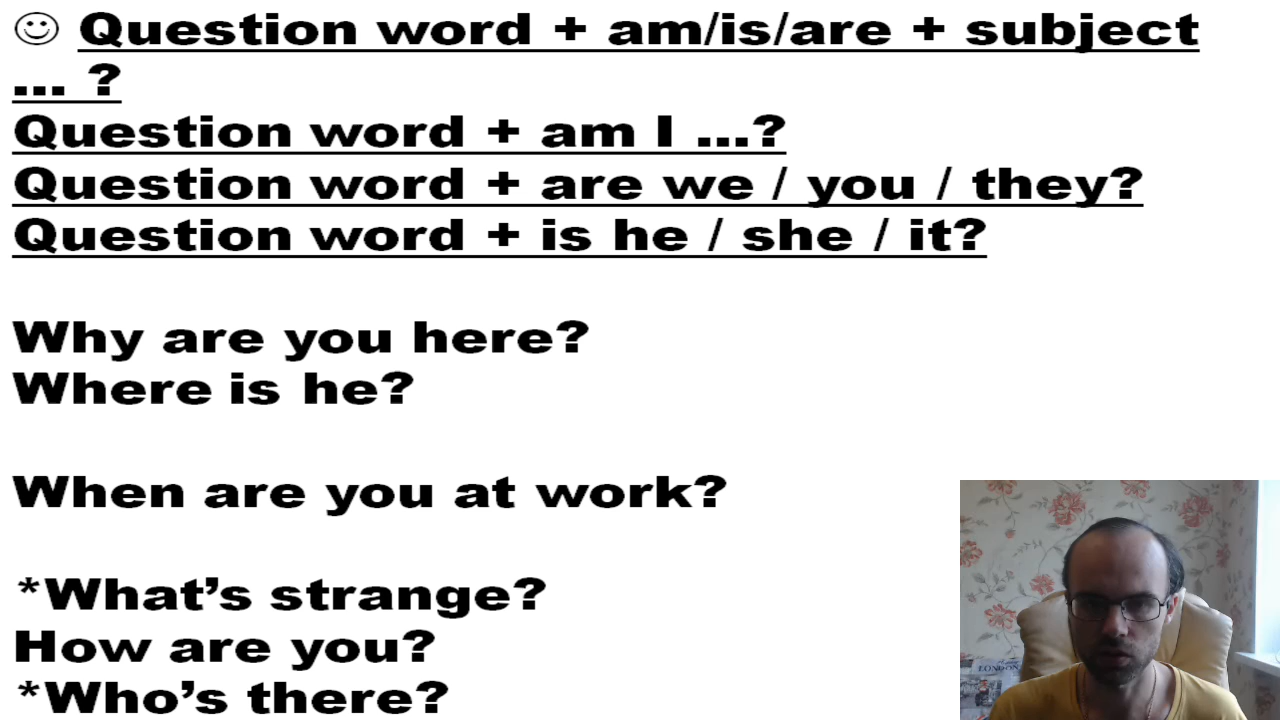 ☺ Question word + am/is/are + subject
... ?
Question word + am I ...?
Question word + are we / you / they?
Question word + is he / she / it?
Why are you here?
Where is he?
When are you at work?
*What’s strange?
How are you?
*Who’s there?
LONDON